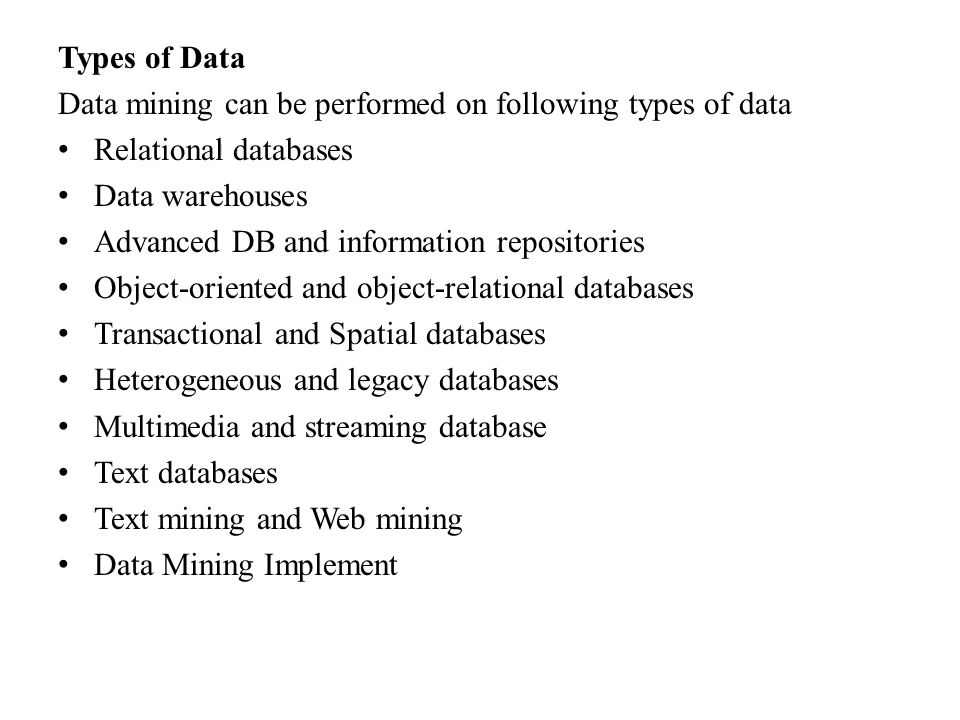 Types of Data
Data mining can be performed on following types of data
• Relational databases
• Data warehouses
• Advanced DB and information repositories
• Object-oriented and object-relational databases
• Transactional and Spatial databases
• Heterogeneous and legacy databases
• Multimedia and streaming database
• Text databases
• Text mining and Web mining
• Data Mining Implement